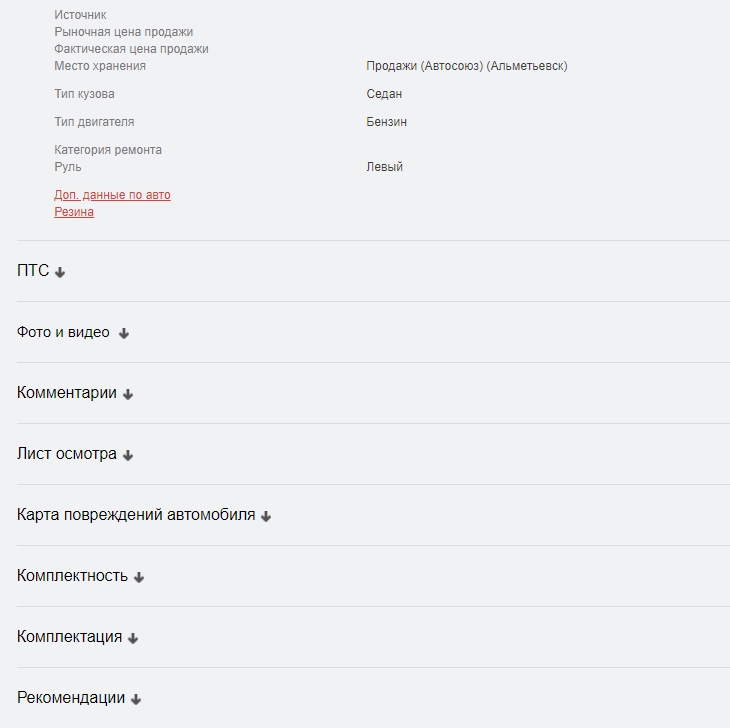 Источник
Рыночная цена продажи
Фактическая цена продажи
Место хранения Продажи (Автосоюз) (Альметьевск)
Тип кузова Седан
Тип двигателя Бензин
Категория ремонта
Руль Левый
Доп. данные по авто
Резина
ПТС
Фото и видео
Комментарии
Лист осмотра
Карта повреждений автомобиля
Комплектность
Комплектация
Рекомендации